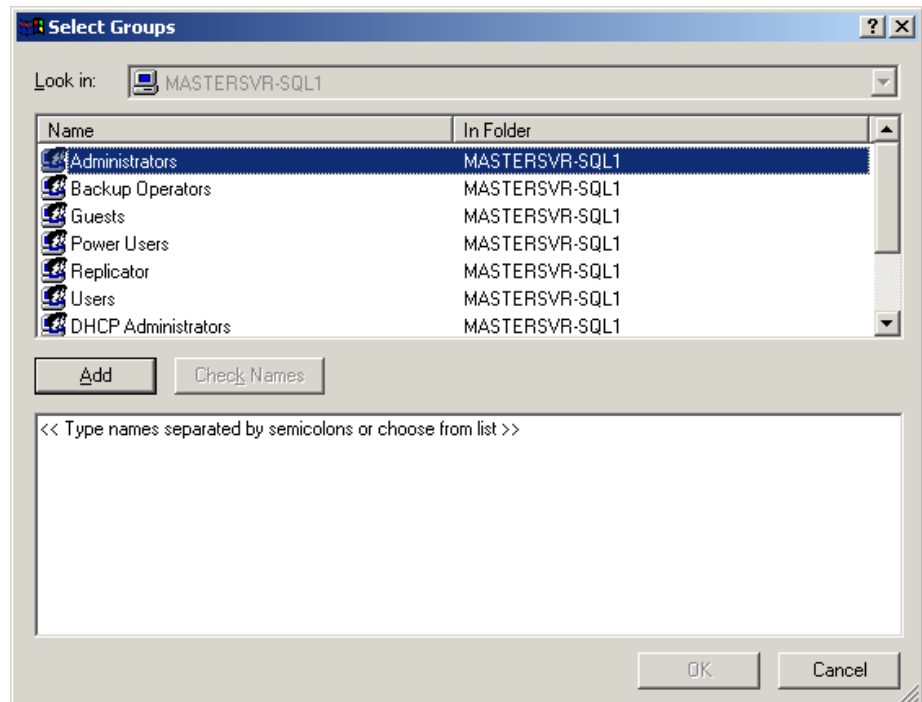 Select Groups
Look in: MASTERSVR-SQL1
Name In Folder
Administrators MASTERSVR-SQL1
Backup Operators MASTERSVR-SQL1
Guests MASTERSVR-SQL1
Power Users MASTERSVR-SQL1
Replicator MASTERSVR-SQL1
Users MASTERSVR-SQL1
DHCP Administrators MASTERSVR-SQL1
Add Check Names
<< Type names separated by semicolons or choose from list >>
OK Cancel